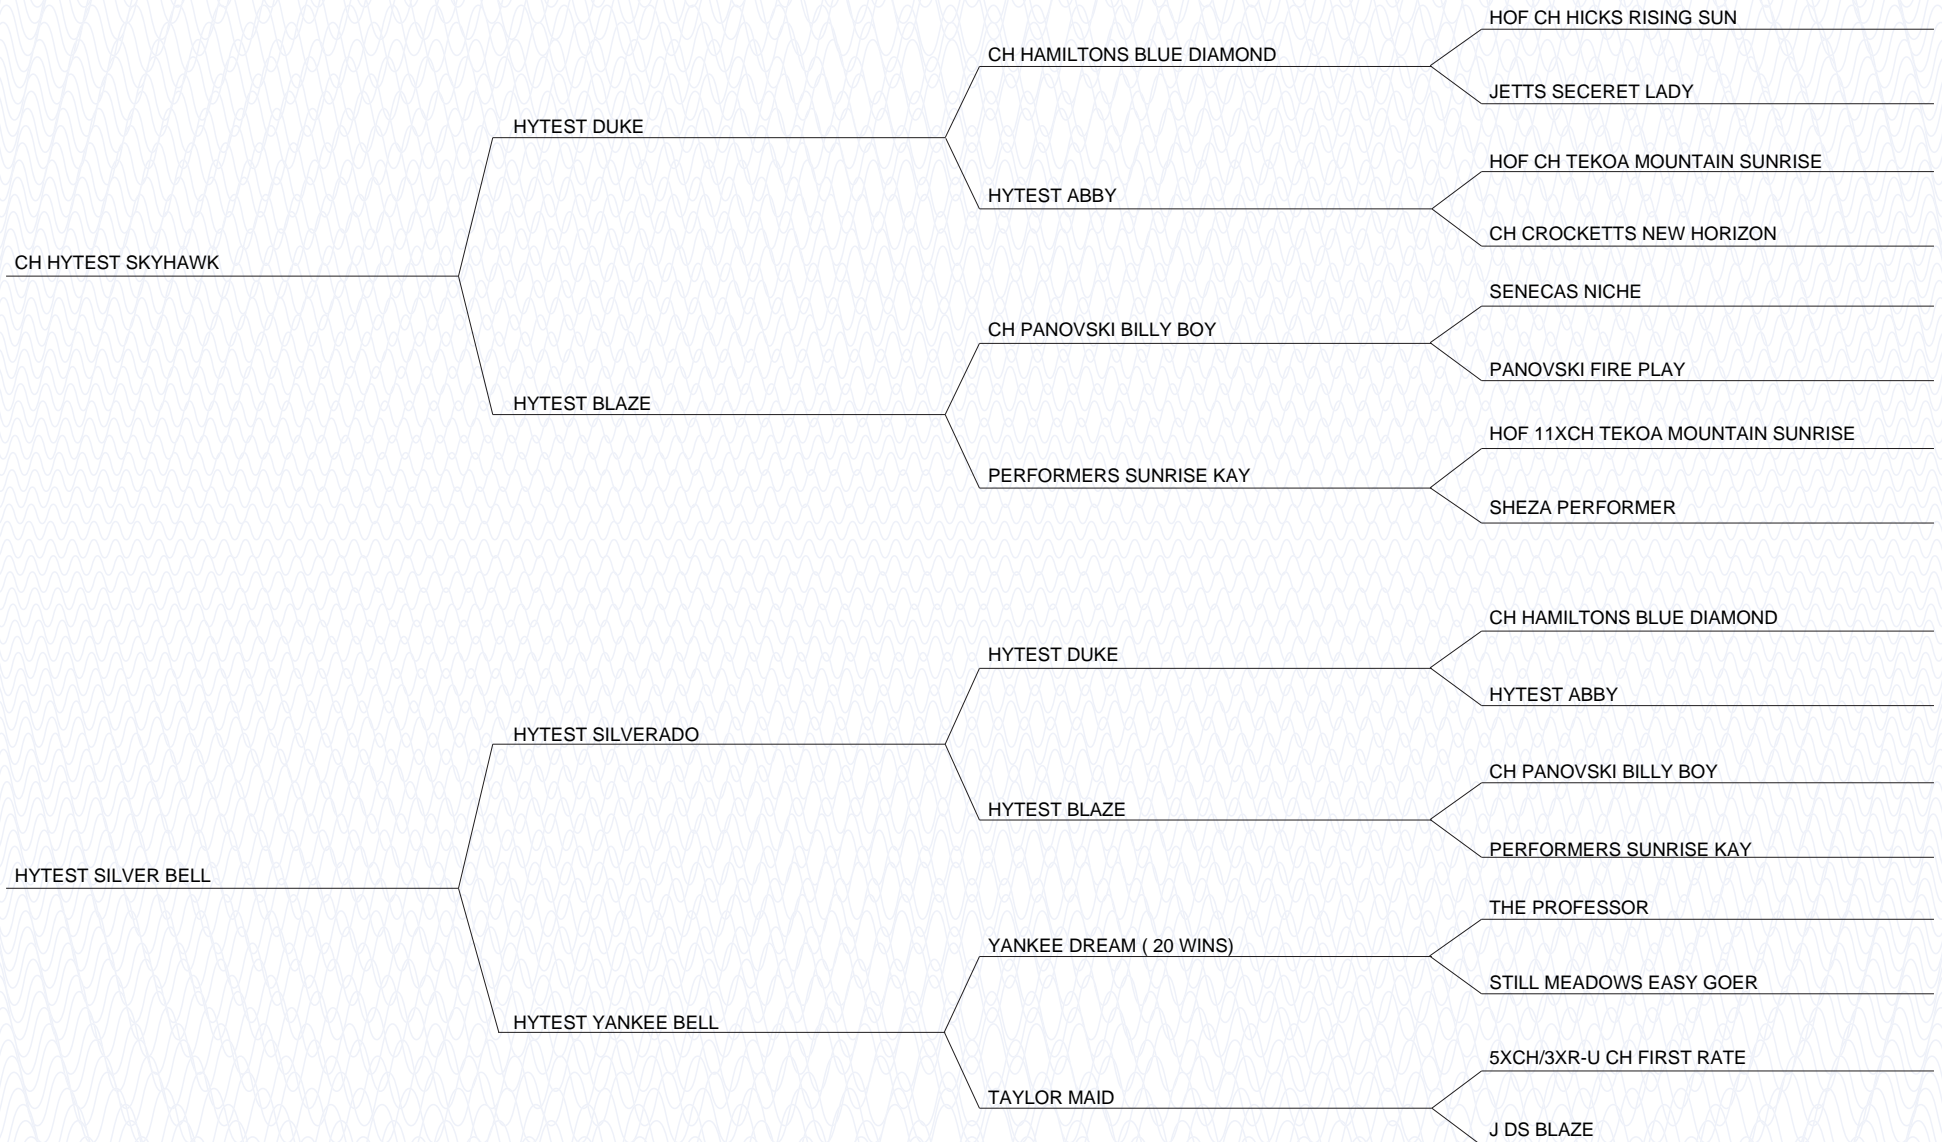 HOF CH HICKS RISING SUN
CH HAMILTONS BLUE DIAMOND
JETTS SECERET LADY
HYTEST DUKE
HOF CH TEKOA MOUNTAIN SUNRISE
HYTEST ABBY
CH CROCKETTS NEW HORIZON
CH HYTEST SKYHAWK
SENECAS NICHE
CH PANOVSKI BILLY BOY
PANOVSKI FIRE PLAY
HYTEST BLAZE
HOF 11XCH TEKOA MOUNTAIN SUNRISE
PERFORMERS SUNRISE KAY
SHEZA PERFORMER
CH HAMILTONS BLUE DIAMOND
HYTEST DUKE
HYTEST ABBY
HYTEST SILVERADO
CH PANOVSKI BILLY BOY
HYTEST BLAZE
PERFORMERS SUNRISE KAY
HYTEST SILVER BELL
THE PROFESSOR
YANKEE DREAM ( 20 WINS)
STILL MEADOWS EASY GOER
HYTEST YANKEE BELL
5XCH/3XR-U CH FIRST RATE
TAYLOR MAID
J DS BLAZE